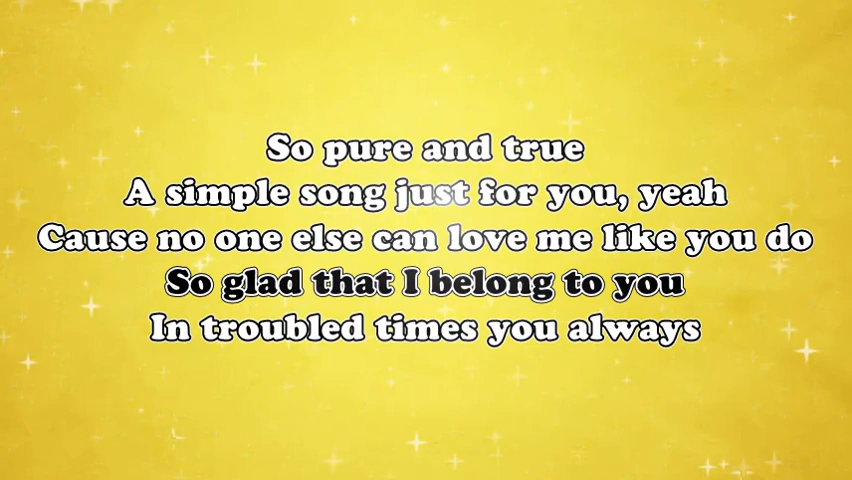 So pure and true
A simple song just for you, yeah
Cause no one else can love me like you do
So glad that I belong to you
In troubled times you always